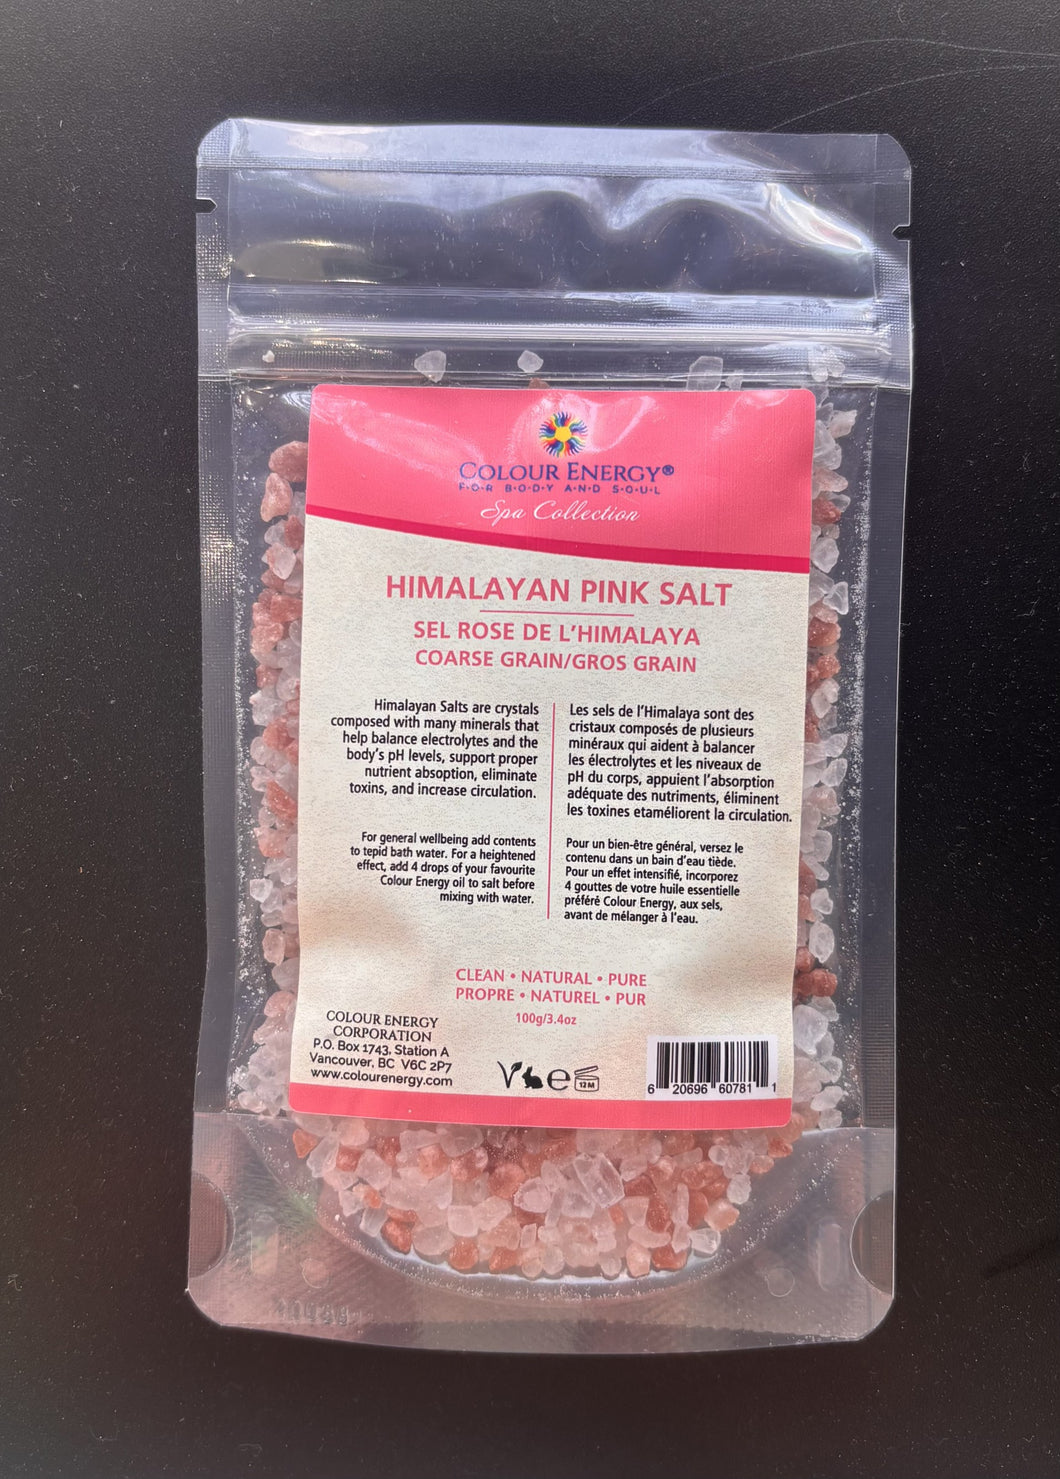 COLOUR ENERGY®
FOR BODY AND SOUL
Spa Collection
HIMALAYAN PINK SALT
SEL ROSE DE L'HIMALAYA
COARSE GRAIN/GROS GRAIN
Himalayan Salts are crystals
composed with many minerals that
help balance electrolytes and the
body's pH levels, support proper
nutrient absoption, eliminate
toxins, and increase circulation.
For general wellbeing add contents
to tepid bath water. For a heightened
effect, add 4 drops of your favourite
Colour Energy oil to salt before
mixing with water.
Les sels de l'Himalaya sont des
cristaux composés de plusieurs
minéraux qui aident à balancer
les électrolytes et les niveaux de
pH du corps, appuient l'absorption
adéquate des nutriments, éliminent
les toxines etaméliorent la circulation.
Pour un bien-être général, versez le
contenu dans un bain d'eau tiède.
Pour un effet intensifié, incorporez
4 gouttes de votre huile essentielle
préféré Colour Energy, aux sels,
avant de mélanger à l'eau.
CLEAN • NATURAL • PURE
PROPRE • NATUREL • PUR
100g/3.4oz
COLOUR ENERGY
CORPORATION
P.O. Box 1743, Station A
Vancouver, BC V6C 2P7
www.colourenergy.com
V e 12M
6 20696 60781 1